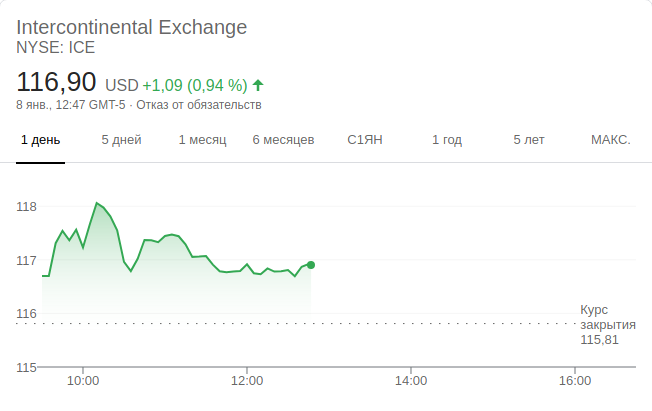 Intercontinental Exchange
NYSE: ICE
116,90 USD +1,09 (0,94 %)
8 янв., 12:47 GMT-5 · Отказ от обязательств
1 день 5 дней 1 месяц 6 месяцев С1ЯН 1 год 5 лет МАКС.
118
117
116
Курс
закрытия
115,81
115
10:00 12:00 14:00 16:00